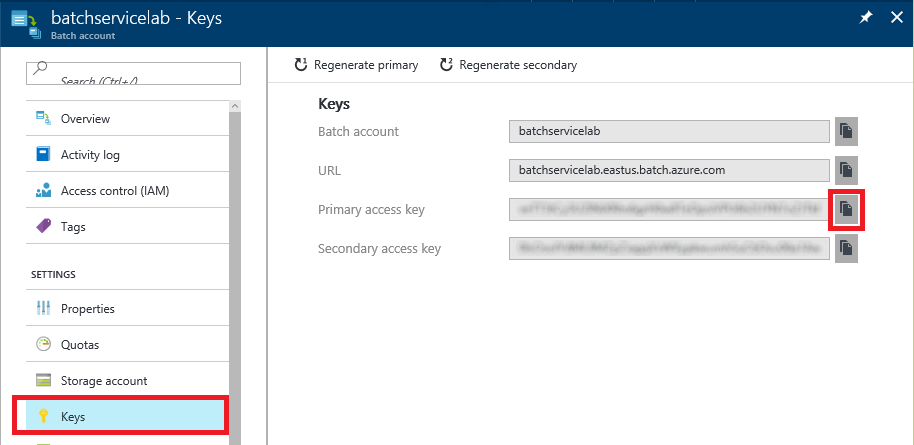 batchservicelab - Keys
Batch account
Search (Ctrl+/)
Overview
Activity log
Access control (IAM)
Tags
SETTINGS
Properties
Quotas
Storage account
Keys
Regenerate primary Regenerate secondary
Keys
Batch account batchservicelab
URL batchservicelab.eastus.batch.azure.com
Primary access key
Secondary access key